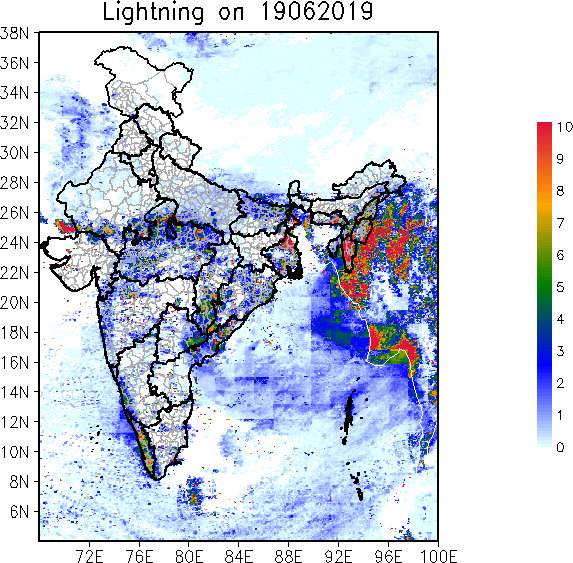 Lightning on 19062019
38N
36N
34N
32N
30N
28N
26N
24N
22N
20N
18N
16N
14N
12N
10N
8N
6N
72E 76E 80E 84E 88E 92E 96E 100E
10
9
8
7
6
5
4
3
2
1
0